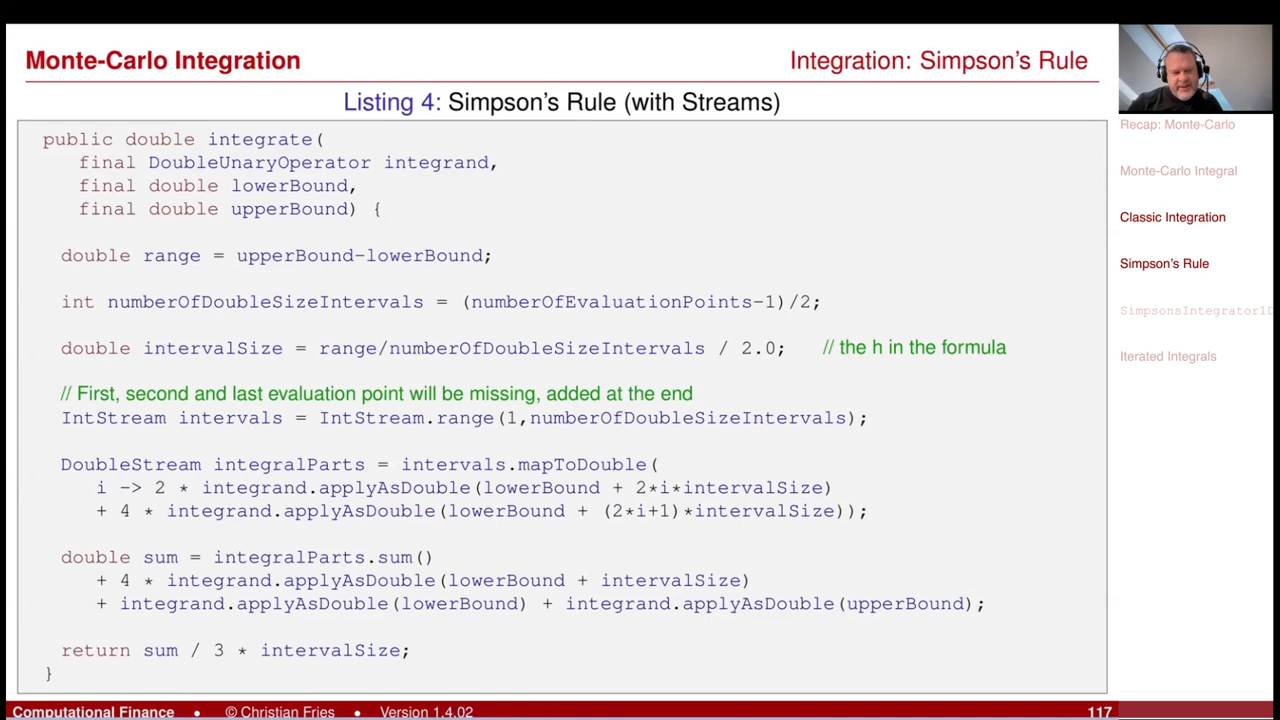 Monte-Carlo Integration
Integration: Simpson's Rule
Listing 4: Simpson's Rule (with Streams)
public double integrate(
final DoubleUnaryOperator integrand,
final double lowerBound,
final double upperBound) {
double range = upperBound-lowerBound;
int numberOfDoubleSizeIntervals = (numberOfEvaluationPoints-1)/2;
double intervalSize = range/numberOfDoubleSizeIntervals / 2.0; // the h in the formula
// First, second and last evaluation point will be missing, added at the end
IntStream intervals = IntStream.range(1,numberOfDoubleSizeIntervals);
DoubleStream integralParts = intervals.mapToDouble(
i -> 2 * integrand.applyAsDouble(lowerBound + 2*i*intervalSize)
+ 4 * integrand.applyAsDouble(lowerBound + (2*i+1)*intervalSize));
double sum = integralParts.sum()
+ 4 * integrand.applyAsDouble(lowerBound + intervalSize)
+ integrand.applyAsDouble(lowerBound) + integrand.applyAsDouble(upperBound);
return sum / 3 * intervalSize;
}
Recap: Monte-Carlo
Monte-Carlo Integral
Classic Integration
Simpson's Rule
SimpsonsIntegrator1D
Iterated Integrals
Computational Finance • © Christian Fries • Version 1.4.02 117